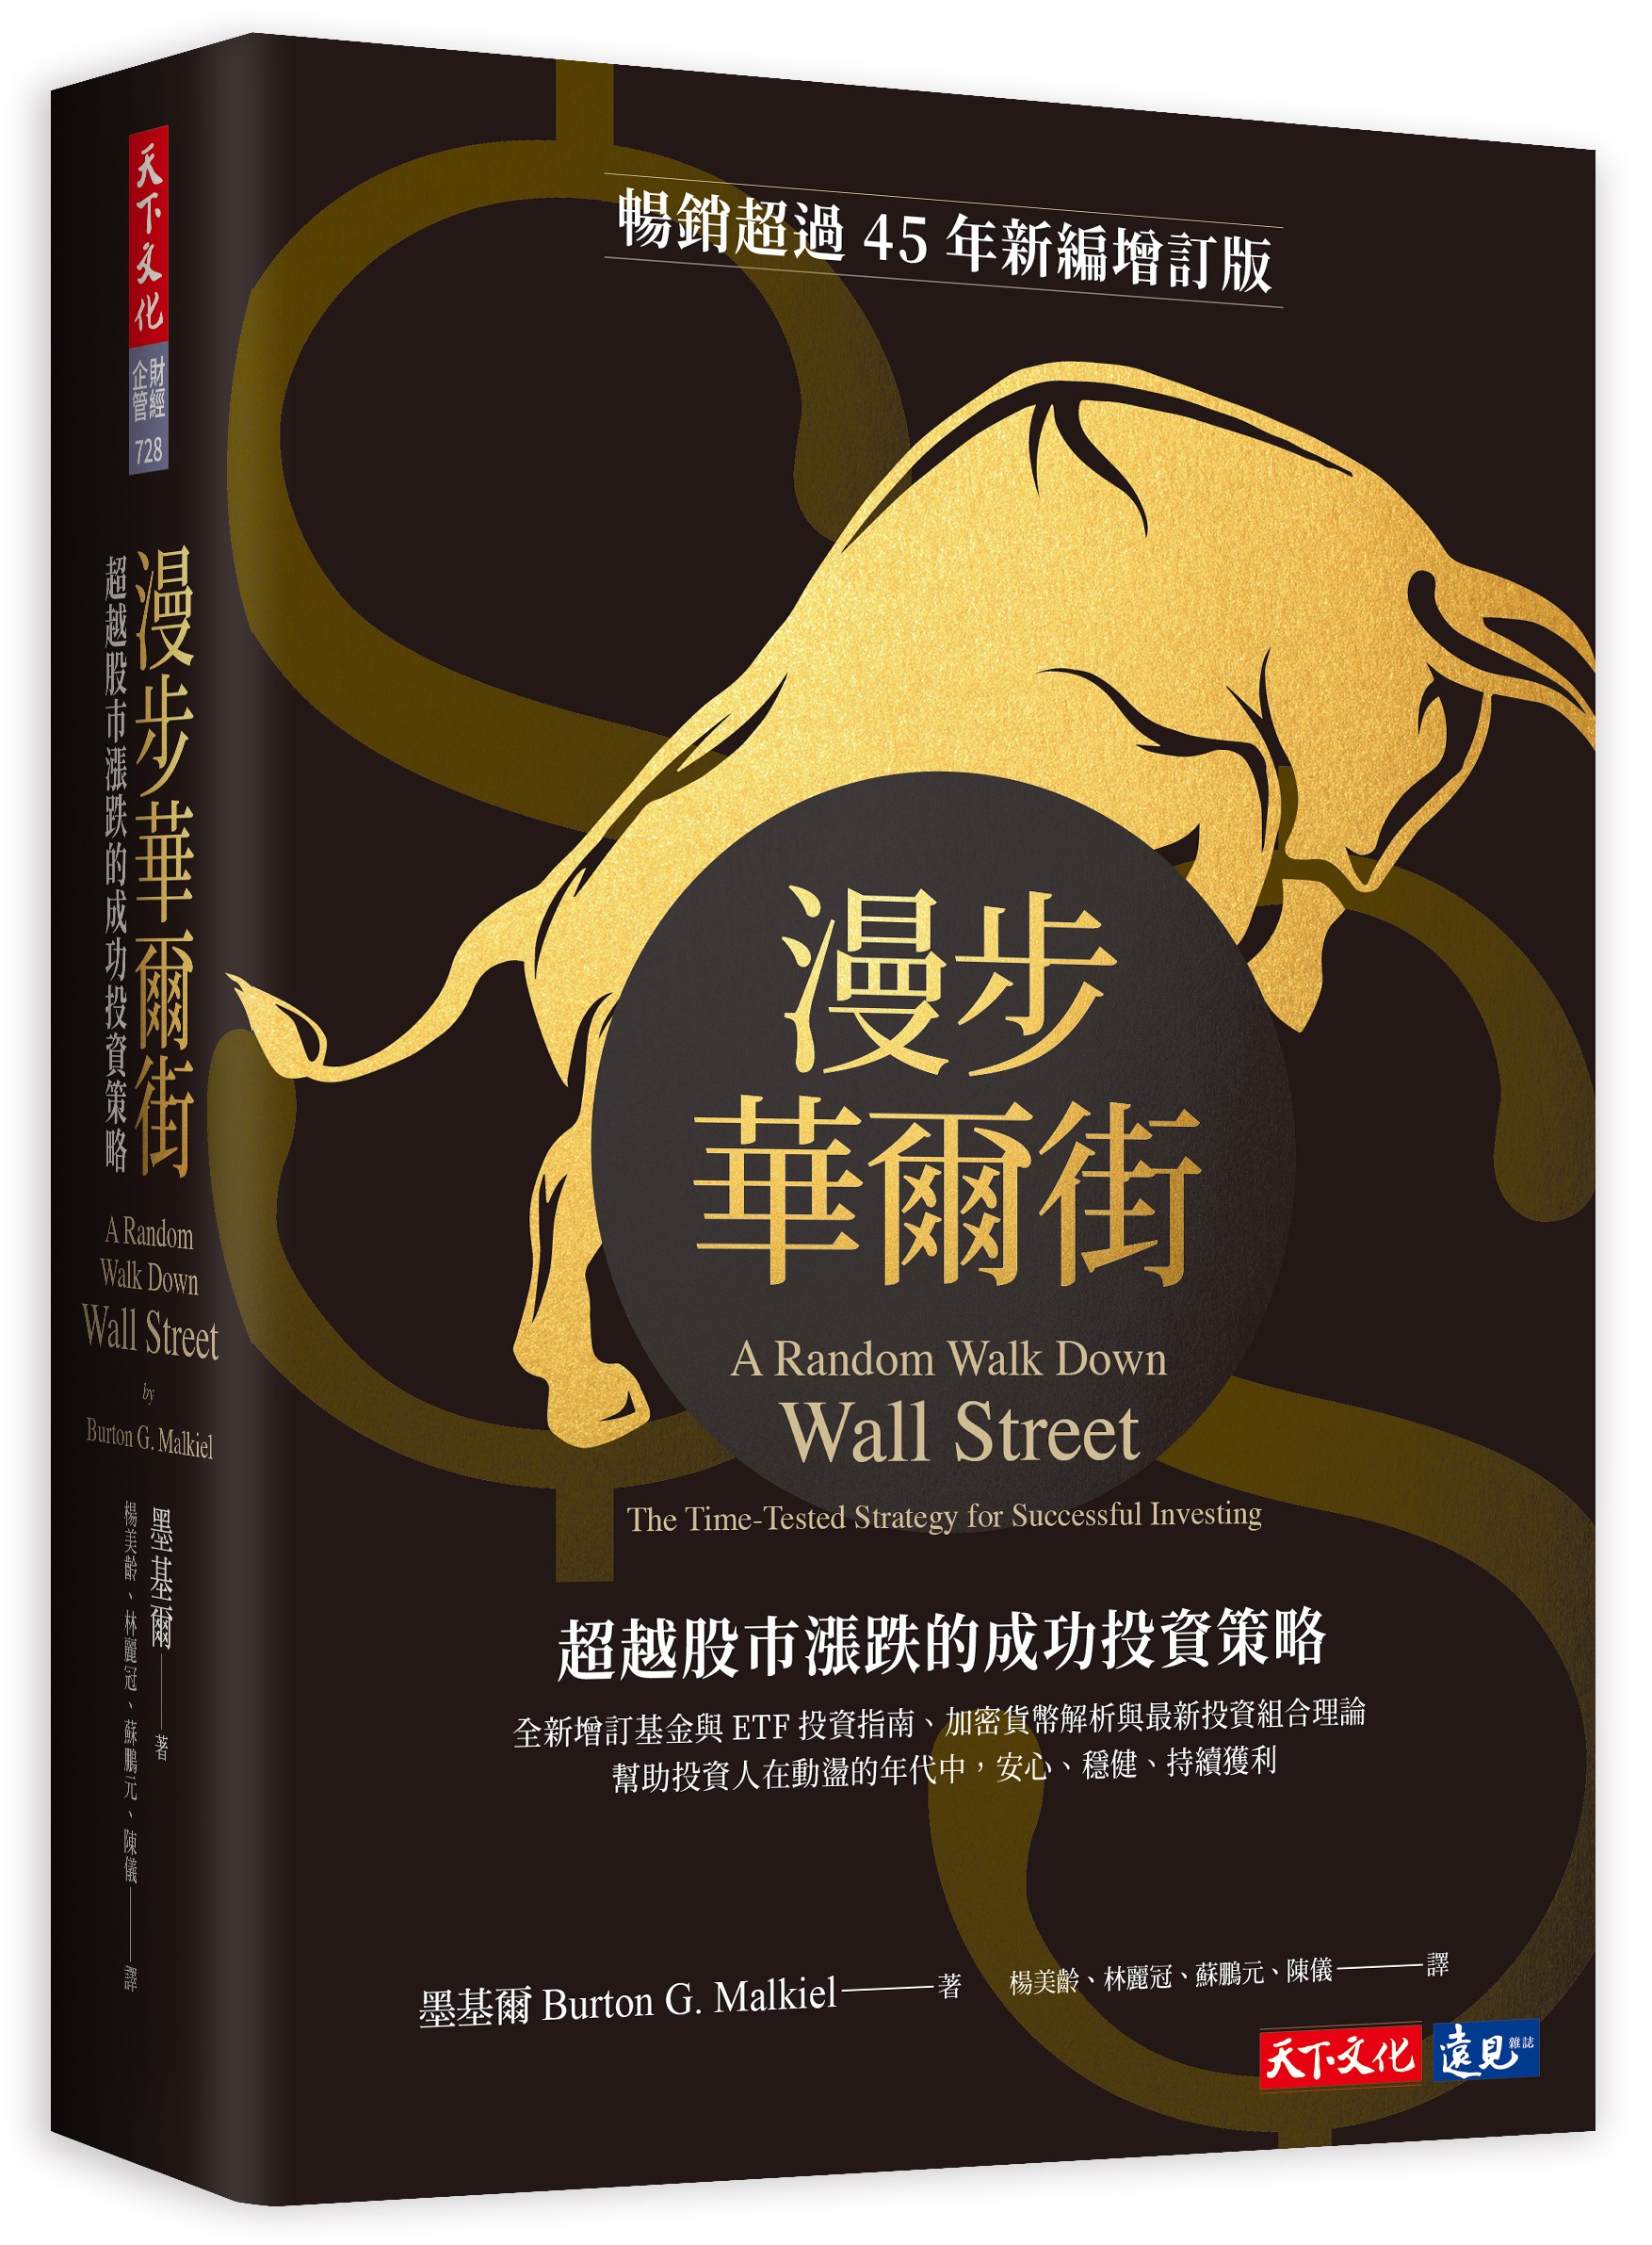 暢銷超過 45 年新編增訂版
漫步
華爾街
A Random Walk Down
Wall Street
The Time-Tested Strategy for Successful Investing
超越股市漲跌的成功投資策略
全新增訂基金與 ETF 投資指南、加密貨幣解析與最新投資組合理論
幫助投資人在動盪的年代中，安心、穩健、持續獲利
墨基爾 Burton G. Malkiel——著 楊美齡、林麗冠、蘇鵬元、陳儀——譯
天下文化 遠見雜誌
天下文化
財經
企管
728
漫步華爾街
超越股市漲跌的成功投資策略
A Random
Walk Down
Wall Street
by
Burton G. Malkiel
墨基爾——著
楊美齡、林麗冠、蘇鵬元、陳儀——譯